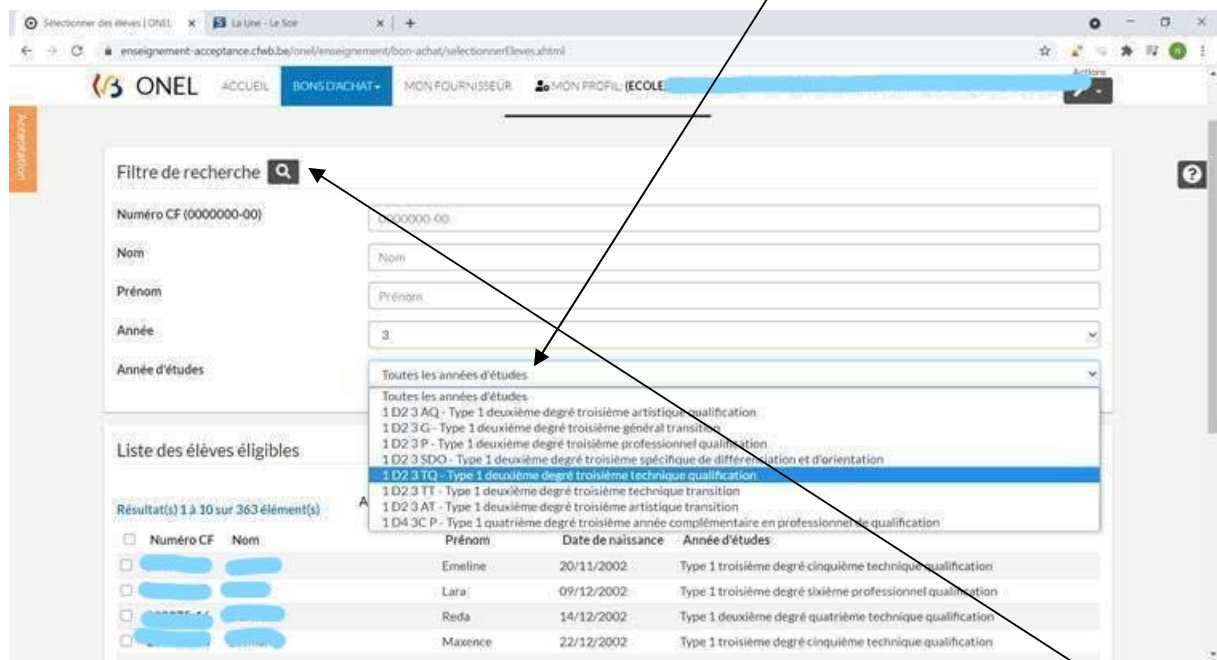 Sélectionner des élèves | ONEL
La Une - Le Soir
enseignement-acceptance.cfwb.be/onel/enseignement/bon-achat/selectionnerEleves.xhtml
ONEL ACCUEIL BONS D'ACHAT MON FOURNISSEUR MON PROFIL: (ECOLE
Actions
Acceptation
Filtre de recherche
?
Numéro CF (0000000-00) 0000000-00
Nom Nom
Prénom Prénom
Année 3
Année d'études Toutes les années d'études
Toutes les années d'études
1 D2 3 AQ - Type 1 deuxième degré troisième artistique qualification
1 D2 3 G - Type 1 deuxième degré troisième général transition
1 D2 3 P - Type 1 deuxième degré troisième professionnel qualification
1 D2 3 SDO - Type 1 deuxième degré troisième spécifique de différenciation et d'orientation
1 D2 3 TQ - Type 1 deuxième degré troisième technique qualification
1 D2 3 TT - Type 1 deuxième degré troisième technique transition
1 D2 3 AT - Type 1 deuxième degré troisième artistique transition
1 D4 3C P - Type 1 quatrième degré troisième année complémentaire en professionnel de qualification
Liste des élèves éligibles
Résultat(s) 1 à 10 sur 363 élément(s) A
Numéro CF Nom Prénom Date de naissance Année d'études
Emeline 20/11/2002 Type 1 troisième degré cinquième technique qualification
Lara 09/12/2002 Type 1 troisième degré sixième professionnel qualification
Reda 14/12/2002 Type 1 deuxième degré quatrième technique qualification
Maxence 22/12/2002 Type 1 troisième degré cinquième technique qualification